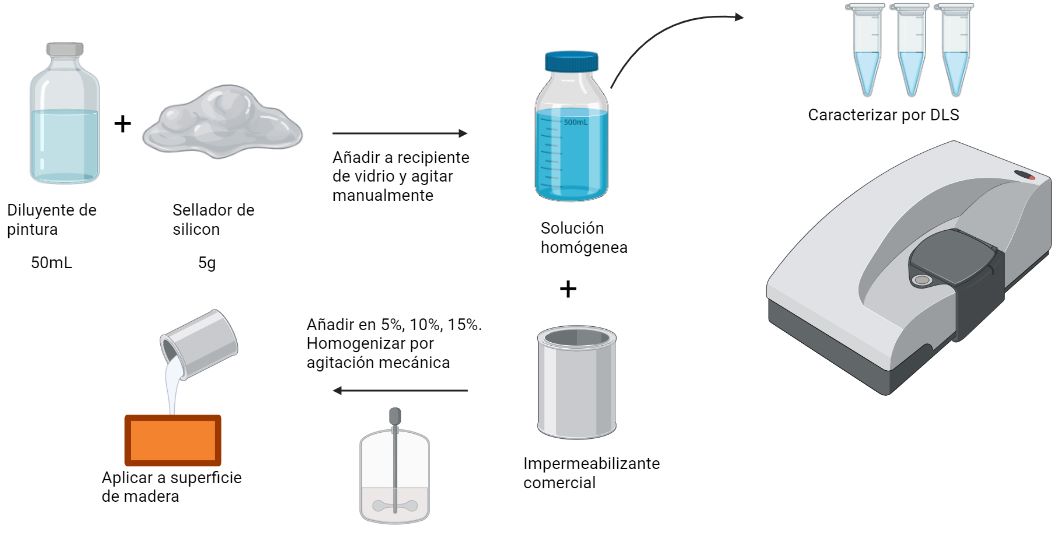 Diluyente de
pintura
50mL
+
Sellador de
silicon
5g
Añadir a recipiente
de vidrio y agitar
manualmente
500mL
Solución
homógenea
Caracterizar por DLS
+
Impermeabilizante
comercial
Añadir en 5%, 10%, 15%.
Homogenizar por
agitación mecánica
Aplicar a superficie
de madera